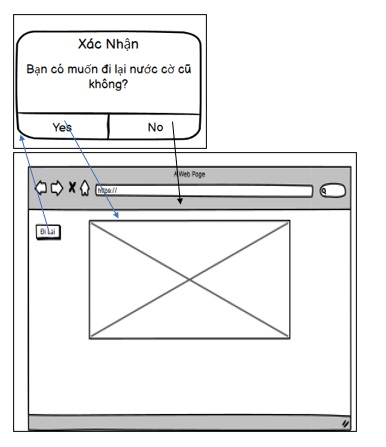 Xác Nhận
Bạn có muốn đi lại nước cờ cũ
không?
Yes
No
A Web Page
https://
Đi Lại